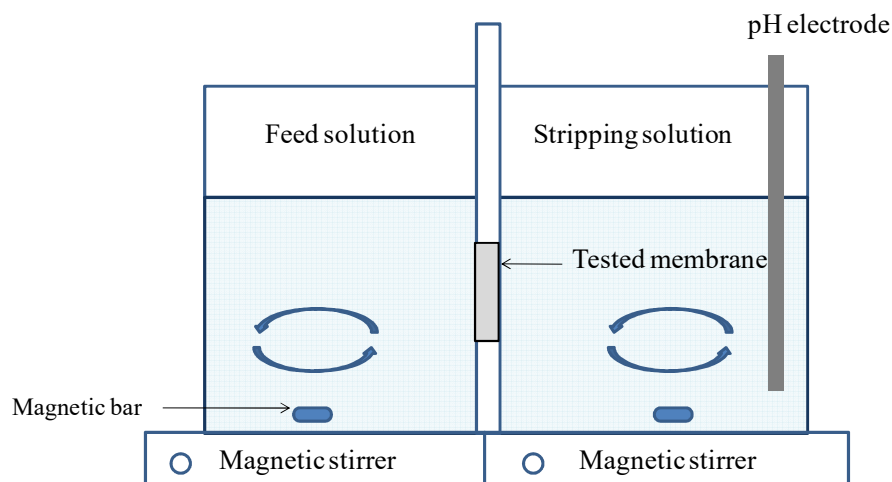 pH electrode
Feed solution
Stripping solution
Tested membrane
Magnetic bar
Magnetic stirrer
Magnetic stirrer